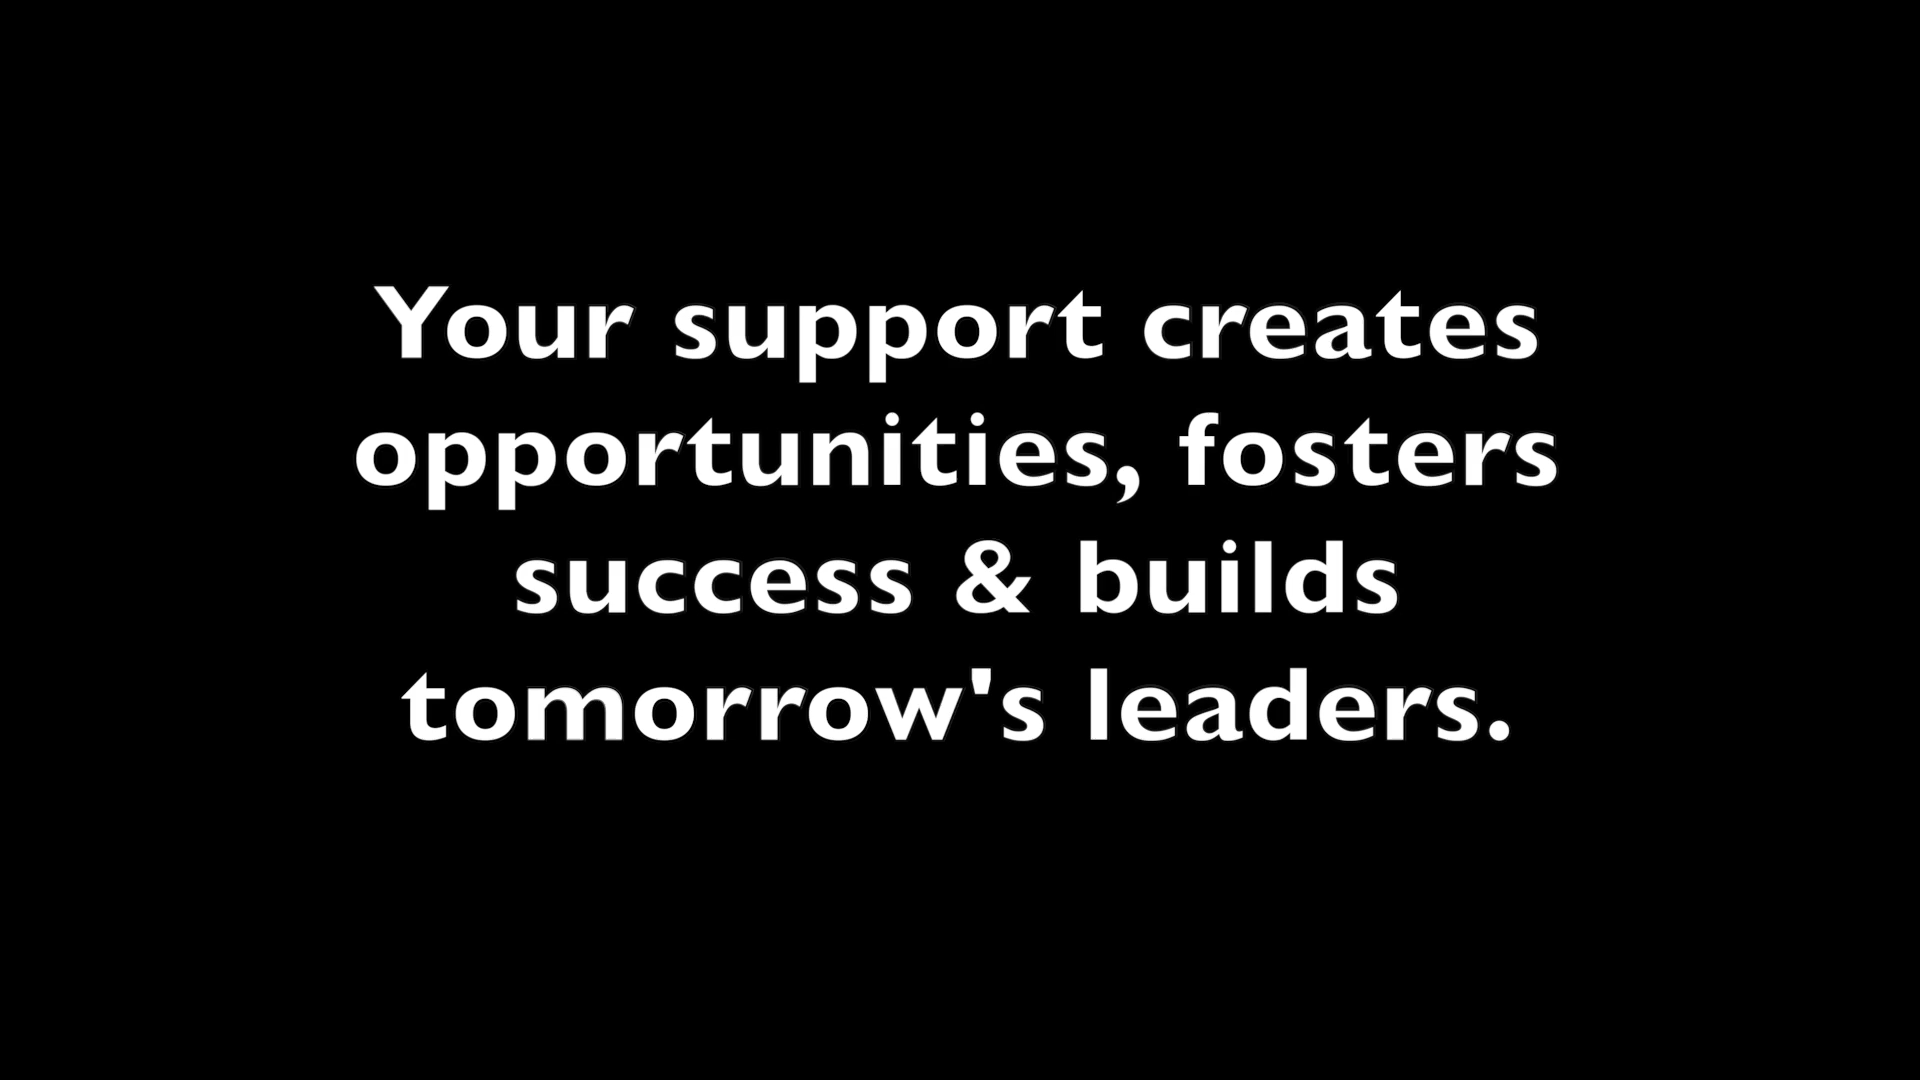 Your support creates
opportunities, fosters
success & builds
tomorrow's leaders.